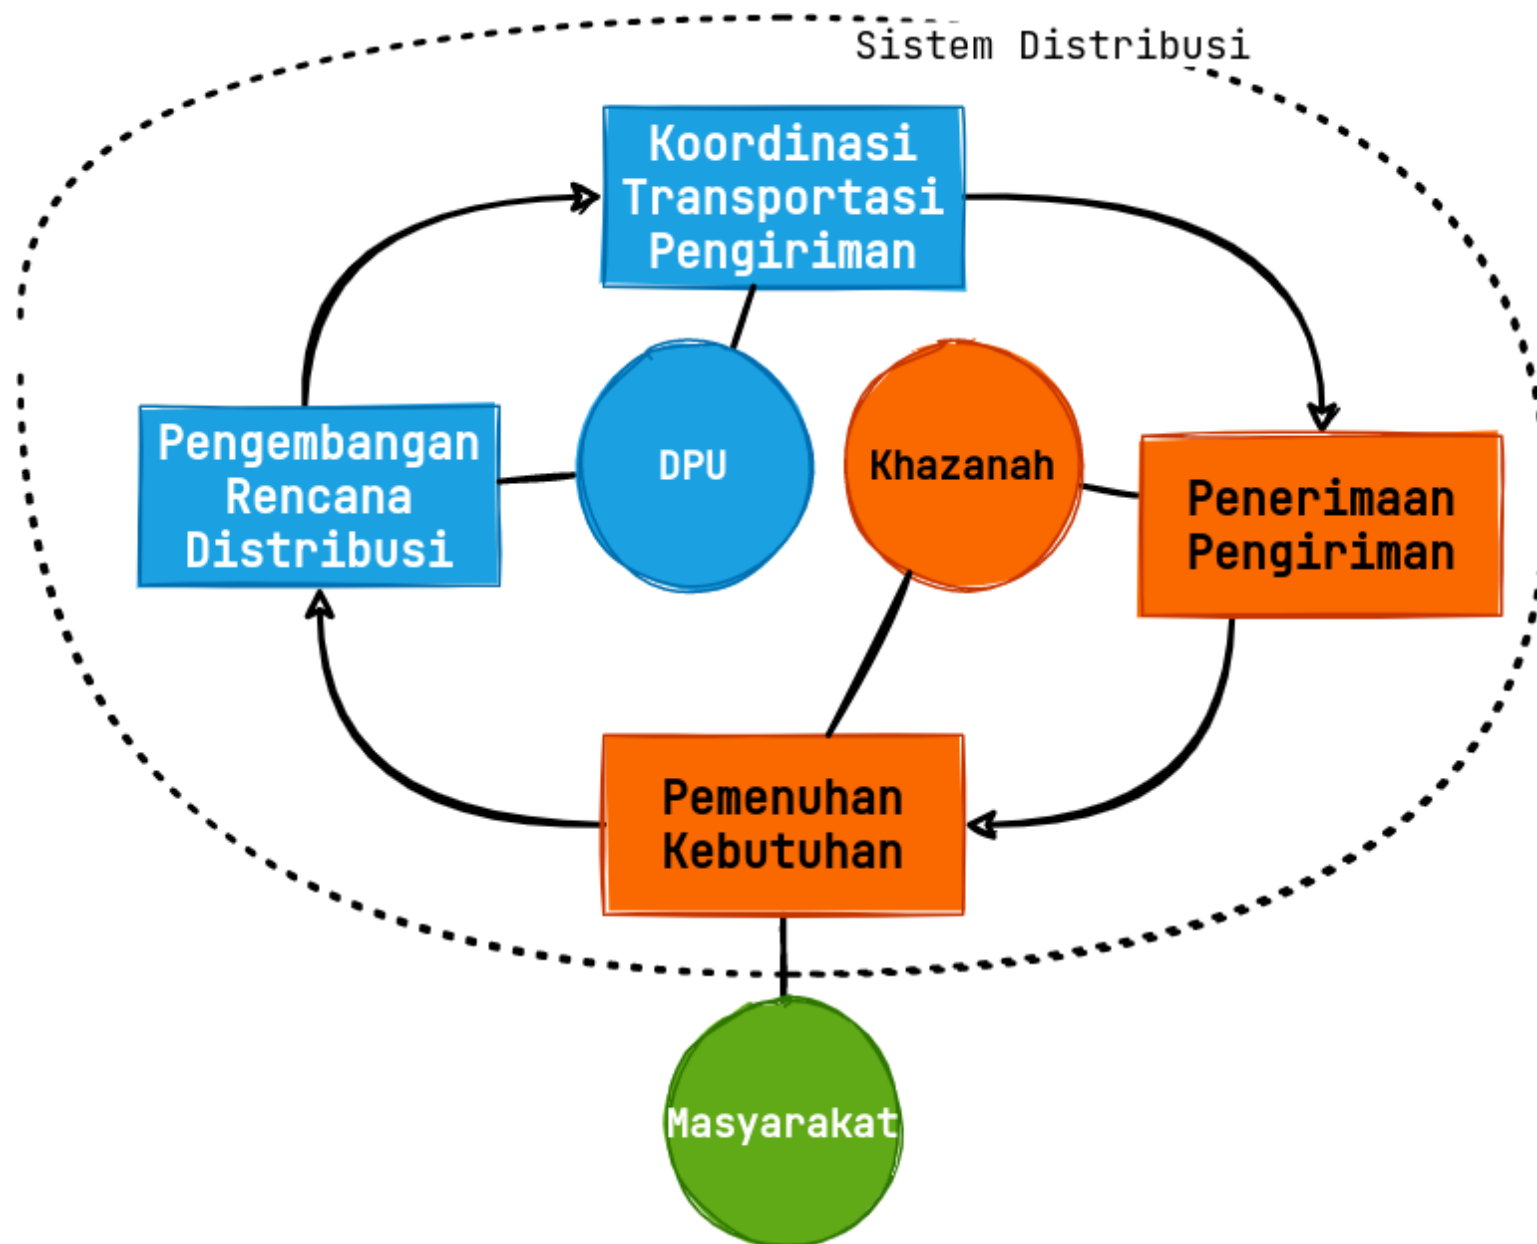 Sistem Distribusi
Koordinasi
Transportasi
Pengiriman
Pengembangan
Rencana
Distribusi
DPU
Khazanah
Penerimaan
Pengiriman
Pemenuhan
Kebutuhan
Masyarakat